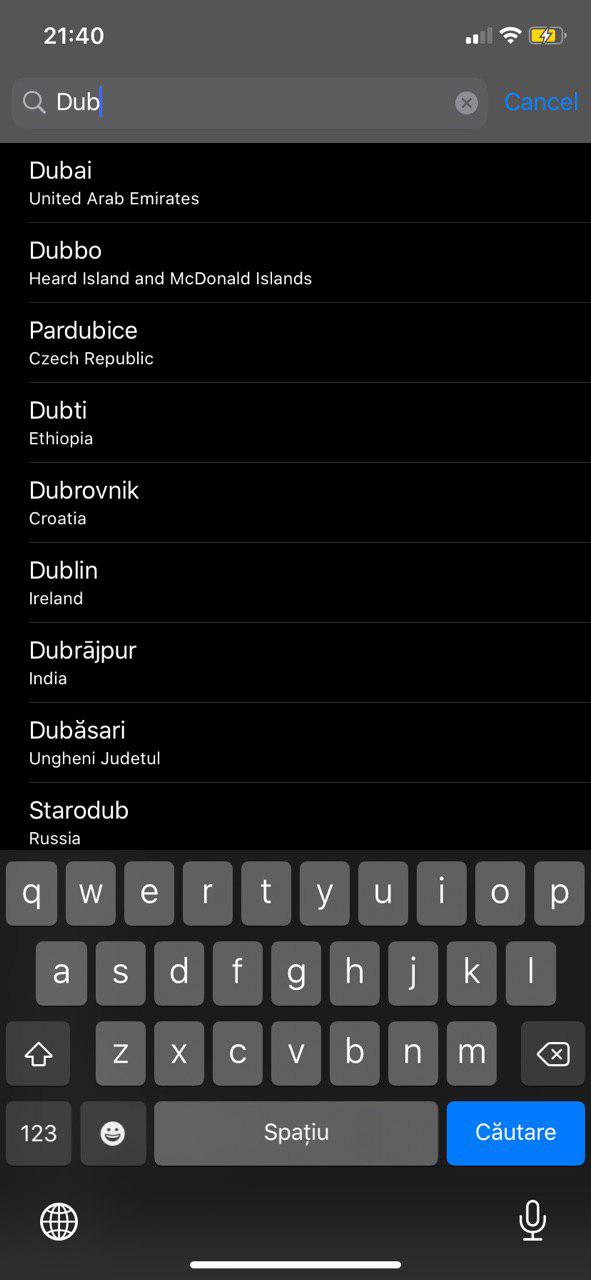 21:40
Dub
Cancel
Dubai
United Arab Emirates
Dubbo
Heard Island and McDonald Islands
Pardubice
Czech Republic
Dubti
Ethiopia
Dubrovnik
Croatia
Dublin
Ireland
Dubrājpur
India
Dubăsari
Ungheni Judetul
Starodub
Russia
q w e r t y u i o p
a s d f g h j k l
z x c v b n m
123 Spațiu Căutare